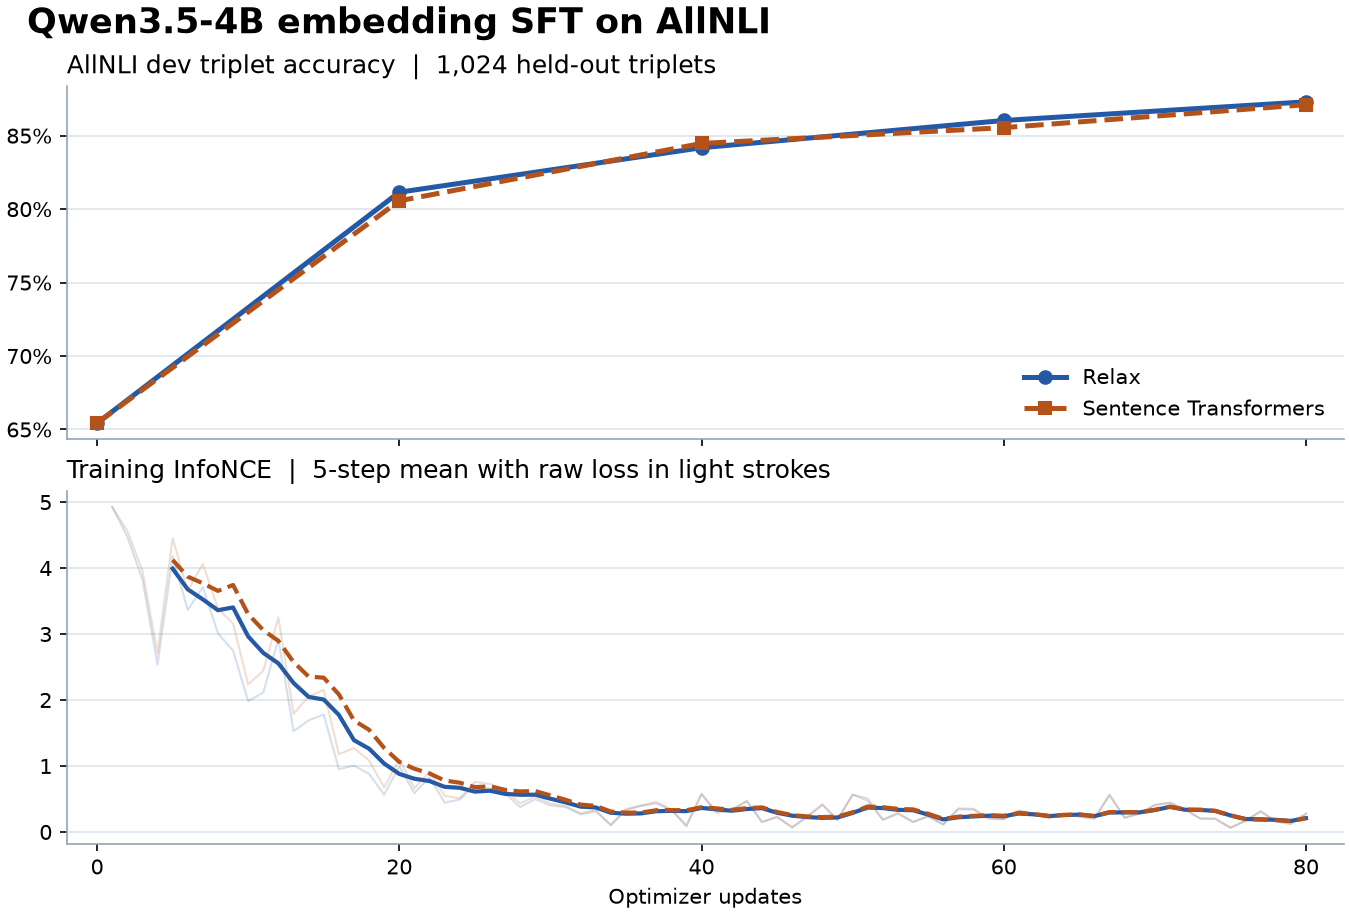 Qwen3.5-4B embedding SFT on AllNLI
AllNLI dev triplet accuracy | 1,024 held-out triplets
85%
80%
75%
70%
65%
Relax
Sentence Transformers
Training InfoNCE | 5-step mean with raw loss in light strokes
5
4
3
2
1
0
0 20 40 60 80
Optimizer updates